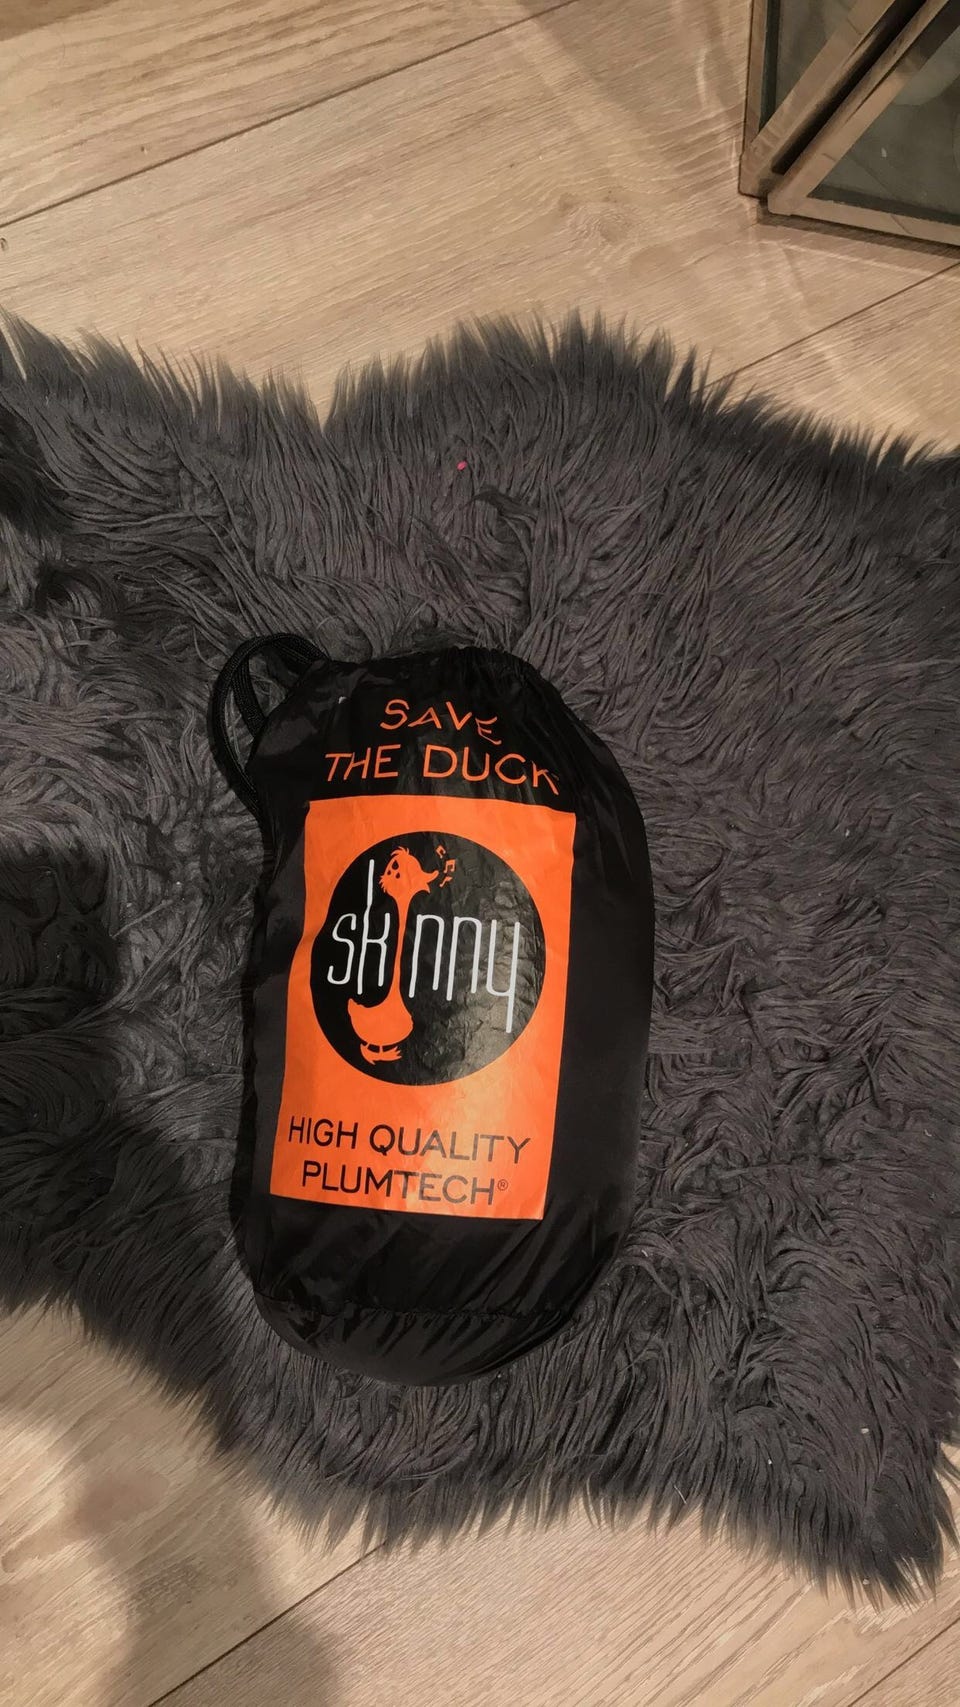 SAVE
THE DUCK
skinny
HIGH QUALITY
PLUMTECH®